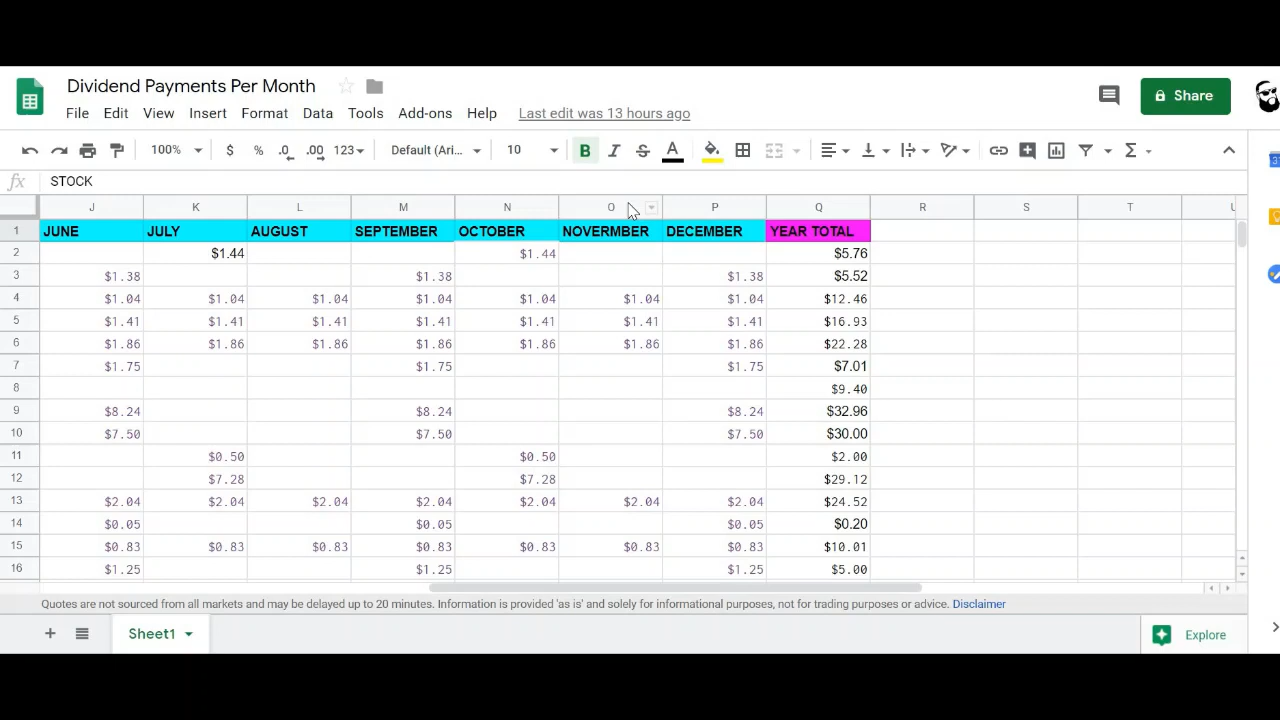 Dividend Payments Per Month
File Edit View Insert Format Data Tools Add-ons Help Last edit was 13 hours ago
Share
100% $ % .0 .00 123 Default (Ari... 10 B I S A Σ
fx STOCK
J K L M N O P Q R S T U
1 JUNE JULY AUGUST SEPTEMBER OCTOBER NOVERMBER DECEMBER YEAR TOTAL
2 $1.44 $1.44 $5.76
3 $1.38 $1.38 $1.38 $5.52
4 $1.04 $1.04 $1.04 $1.04 $1.04 $1.04 $1.04 $12.46
5 $1.41 $1.41 $1.41 $1.41 $1.41 $1.41 $1.41 $16.93
6 $1.86 $1.86 $1.86 $1.86 $1.86 $1.86 $1.86 $22.28
7 $1.75 $1.75 $1.75 $7.01
8 $9.40
9 $8.24 $8.24 $8.24 $32.96
10 $7.50 $7.50 $7.50 $30.00
11 $0.50 $0.50 $2.00
12 $7.28 $7.28 $29.12
13 $2.04 $2.04 $2.04 $2.04 $2.04 $2.04 $2.04 $24.52
14 $0.05 $0.05 $0.05 $0.20
15 $0.83 $0.83 $0.83 $0.83 $0.83 $0.83 $0.83 $10.01
16 $1.25 $1.25 $1.25 $5.00
Quotes are not sourced from all markets and may be delayed up to 20 minutes. Information is provided 'as is' and solely for informational purposes, not for trading purposes or advice. Disclaimer
Sheet1
Explore